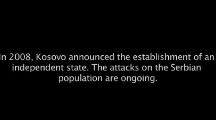 In 2008, Kosovo announced the establishment of an
independent state. The attacks on the Serbian
population are ongoing.